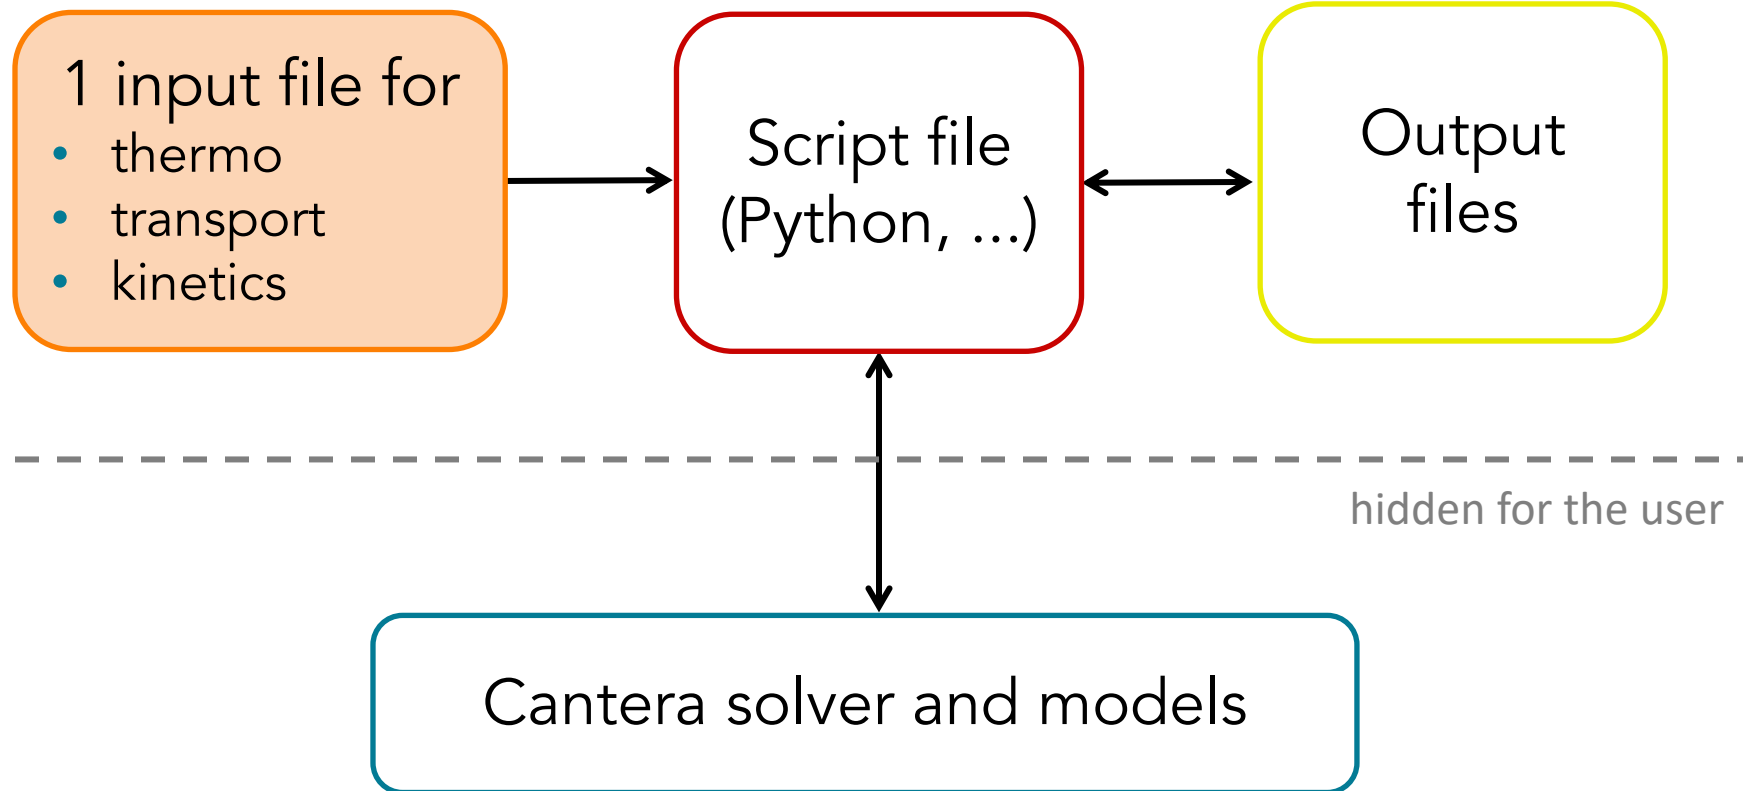 1 input file for
• thermo
• transport
• kinetics
Script file
(Python, ...)
Output
files
hidden for the user
Cantera solver and models